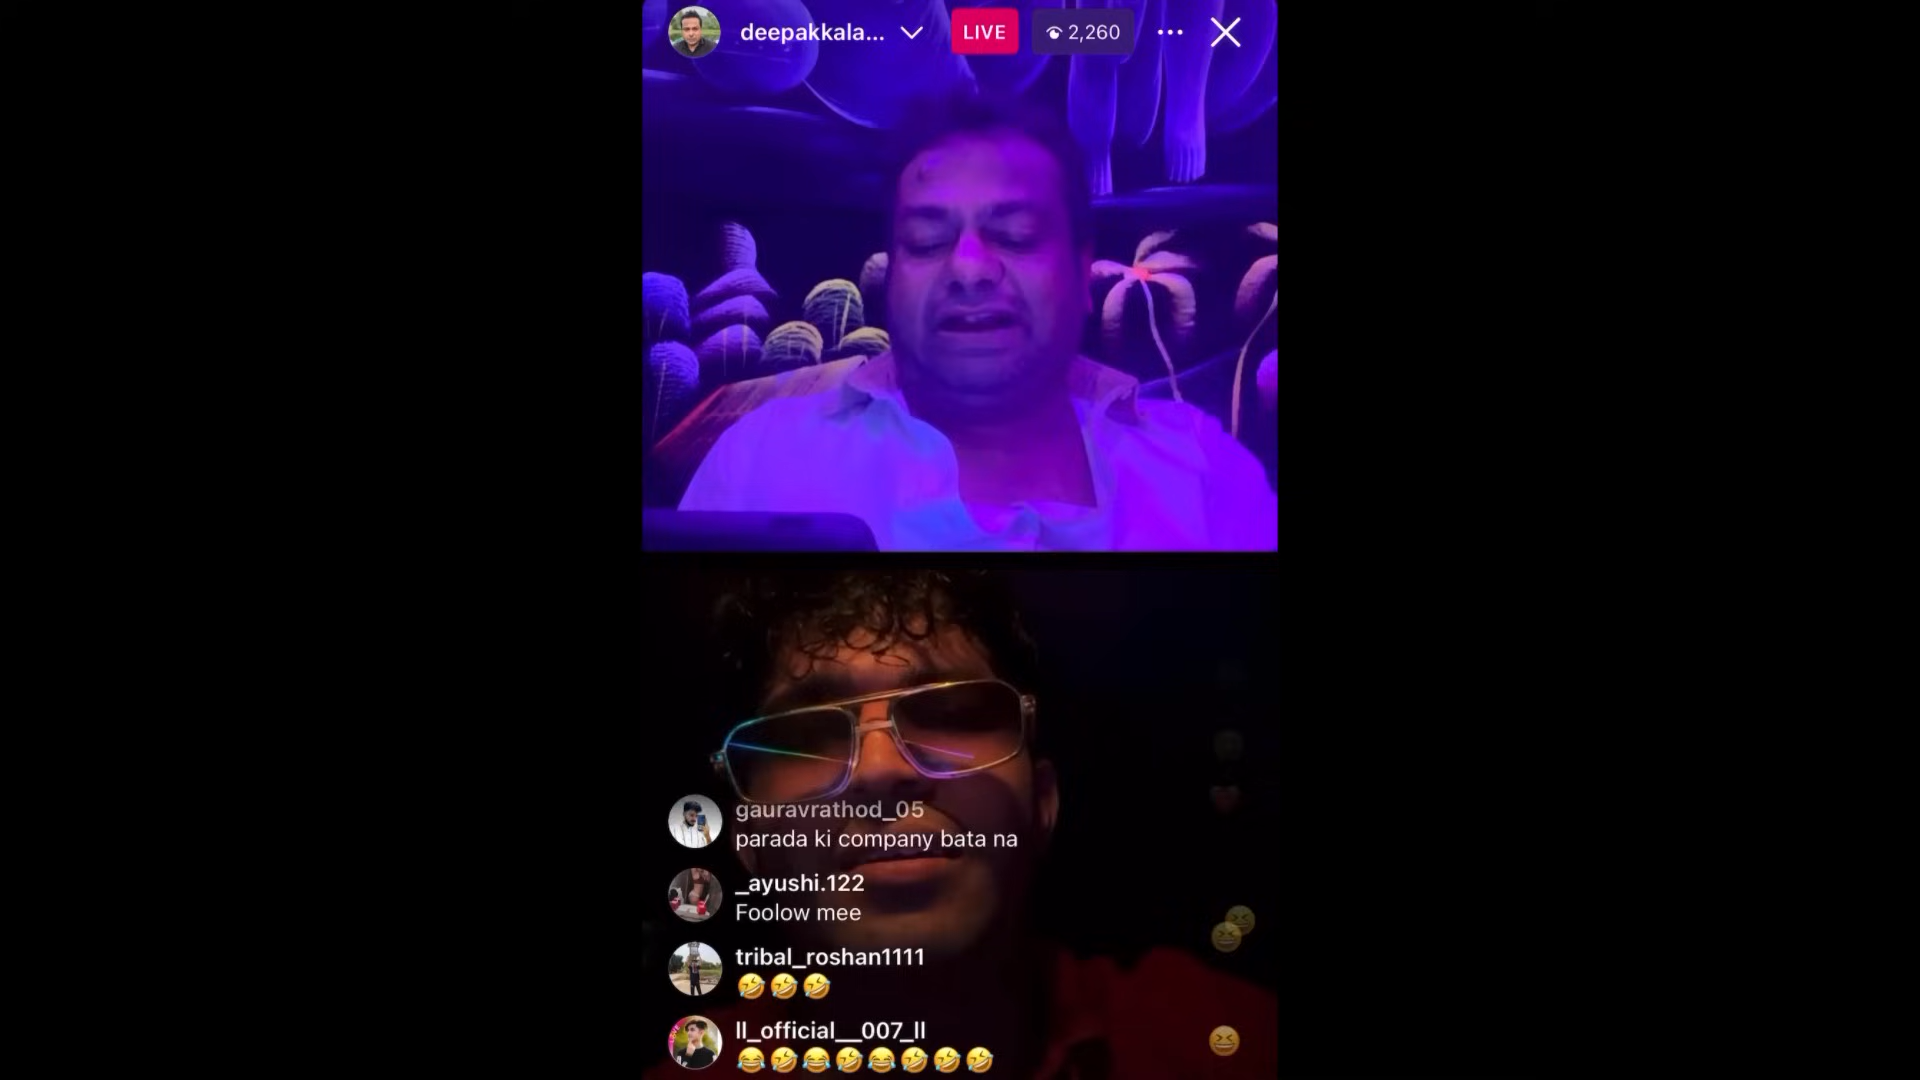 deepakkala...
LIVE
2,260
gauravrathod_05
parada ki company bata na
_ayushi.122
Foolow mee
tribal_roshan1111
🤣🤣🤣
ll_official__007_ll
😂🤣😂🤣😂🤣🤣🤣